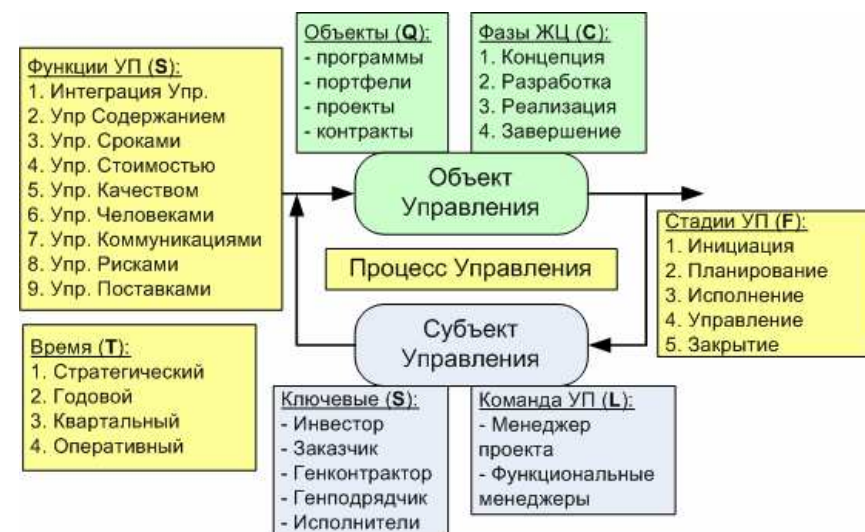 Функции УП (S):
1. Интеграция Упр.
2. Упр Содержанием
3. Упр. Сроками
4. Упр. Стоимостью
5. Упр. Качеством
6. Упр. Человеками
7. Упр. Коммуникациями
8. Упр. Рисками
9. Упр. Поставками
Объекты (Q):
- программы
- портфели
- проекты
- контракты
Фазы ЖЦ (C):
1. Концепция
2. Разработка
3. Реализация
4. Завершение
Объект
Управления
Процесс Управления
Субъект
Управления
Стадии УП (F):
1. Инициация
2. Планирование
3. Исполнение
4. Управление
5. Закрытие
Время (T):
1. Стратегический
2. Годовой
3. Квартальный
4. Оперативный
Ключевые (S):
- Инвестор
- Заказчик
- Генконтрактор
- Генподрядчик
- Исполнители
Команда УП (L):
- Менеджер
проекта
- Функциональные
менеджеры